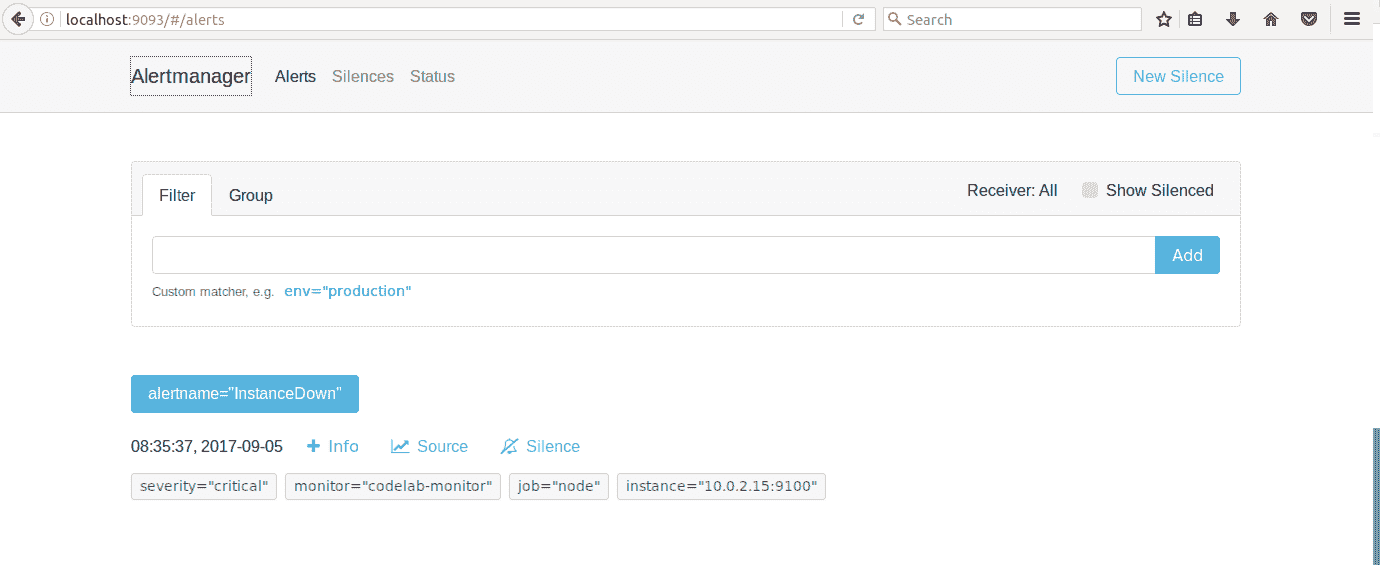 localhost:9093/#/alerts Search
Alertmanager Alerts Silences Status New Silence
Filter Group Receiver: All Show Silenced
Add
Custom matcher, e.g. env="production"
alertname="InstanceDown"
08:35:37, 2017-09-05 Info Source Silence
severity="critical" monitor="codelab-monitor" job="node" instance="10.0.2.15:9100"